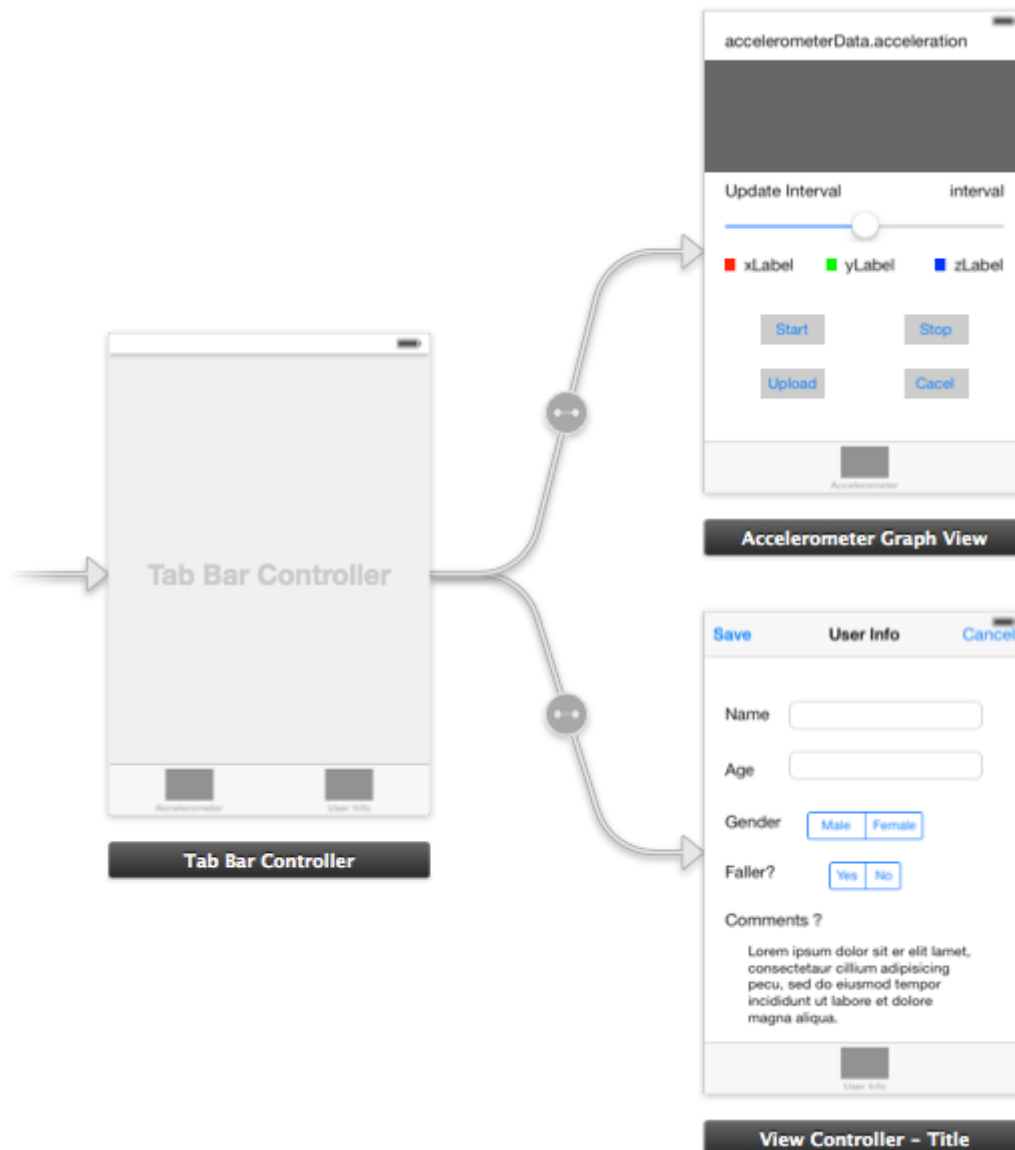 accelerometerData.acceleration
Update Interval interval
xLabel yLabel zLabel
Start Stop
Upload Cacel
Accelerometer
Accelerometer Graph View
Tab Bar Controller
Accelerometer User Info
Tab Bar Controller
Save User Info Cancel
Name
Age
Gender Male Female
Faller? Yes No
Comments ?
Lorem ipsum dolor sit er elit lamet,
consectetaur cillium adipisicing
pecu, sed do eiusmod tempor
incididunt ut labore et dolore
magna aliqua.
User Info
View Controller – Title